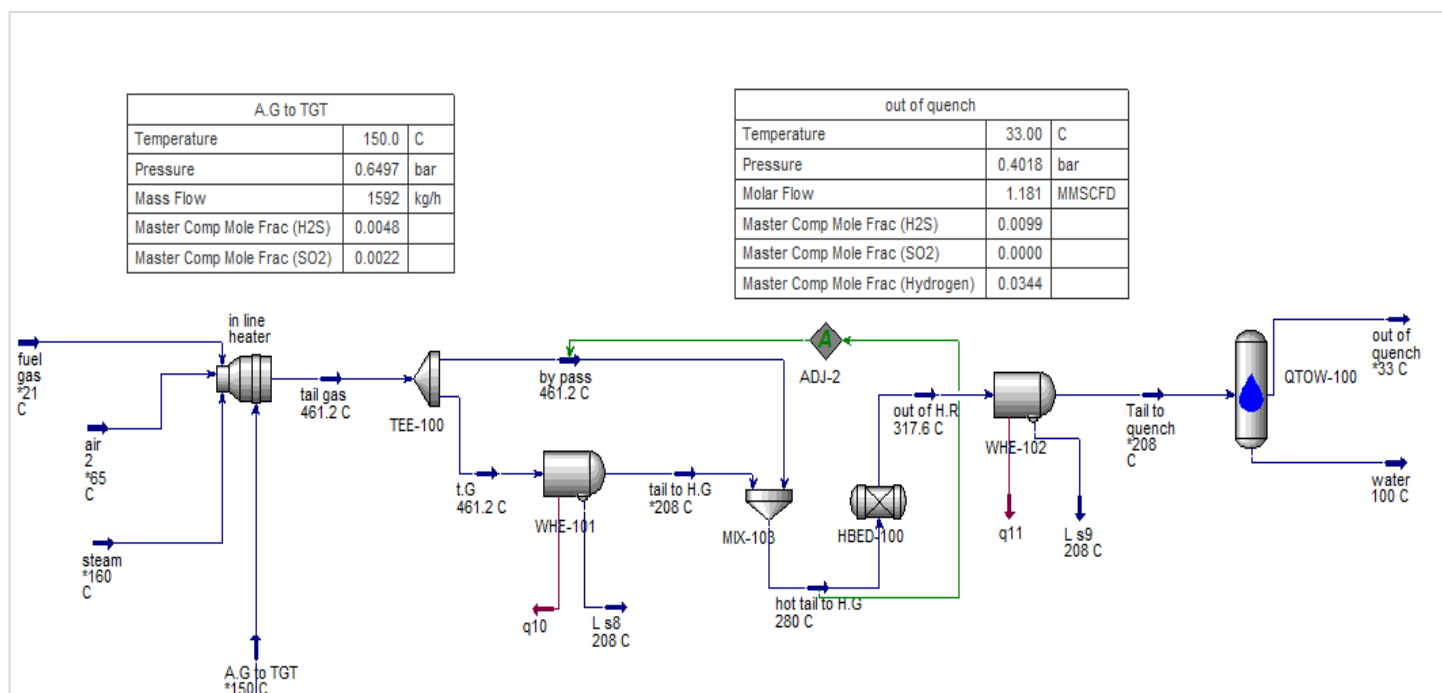 A.G to TGT
Temperature 150.0 C
Pressure 0.6497 bar
Mass Flow 1592 kg/h
Master Comp Mole Frac (H2S) 0.0048
Master Comp Mole Frac (SO2) 0.0022
out of quench
Temperature 33.00 C
Pressure 0.4018 bar
Molar Flow 1.181 MMSCFD
Master Comp Mole Frac (H2S) 0.0099
Master Comp Mole Frac (SO2) 0.0000
Master Comp Mole Frac (Hydrogen) 0.0344
in line
heater
fuel
gas
*21
C
air
2
*65
C
steam
*160
C
A.G to TGT
*150 C
tail gas
461.2 C
TEE-100
by pass
461.2 C
t.G
461.2 C
WHE-101
q10
L s8
208 C
tail to H.G
*208 C
MIX-103
hot tail to H.G
280 C
A
ADJ-2
HBED-100
out of H.R
317.6 C
WHE-102
q11
L s9
208 C
Tail to
quench
*208
C
QTOW-100
out of
quench
*33 C
water
100 C